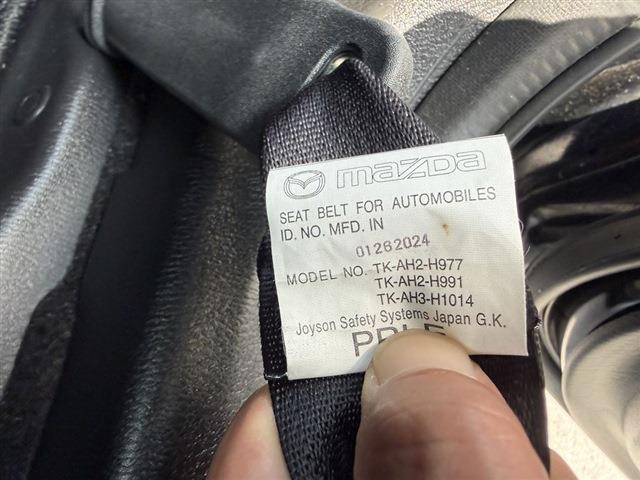 mazda
SEAT BELT FOR AUTOMOBILES
ID. NO. MFD. IN
01262024
MODEL NO. TK-AH2-H977
TK-AH2-H991
TK-AH3-H1014
Joyson Safety Systems Japan G.K.